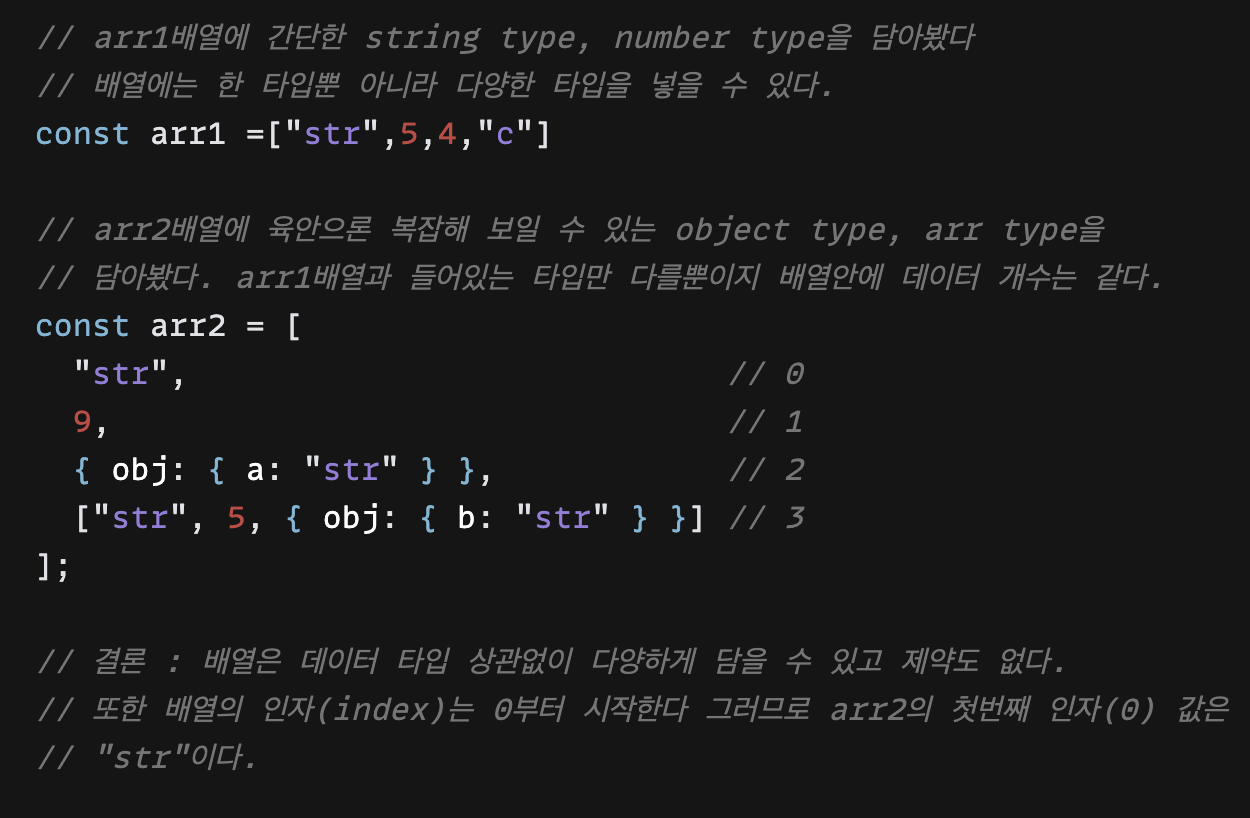 // arr1배열에 간단한 string type, number type을 담아봤다
// 배열에는 한 타입뿐 아니라 다양한 타입을 넣을 수 있다.
const arr1 =["str",5,4,"c"]
// arr2배열에 육안으론 복잡해 보일 수 있는 object type, arr type을
// 담아봤다. arr1배열과 들어있는 타입만 다를뿐이지 배열안에 데이터 개수는 같다.
const arr2 = [
  "str",                             // 0
  9,                                 // 1
  { obj: { a: "str" } },             // 2
  ["str", 5, { obj: { b: "str" } }] // 3
];
// 결론 : 배열은 데이터 타입 상관없이 다양하게 담을 수 있고 제약도 없다.
// 또한 배열의 인자(index)는 0부터 시작한다 그러므로 arr2의 첫번째 인자(0) 값은
// "str"이다.